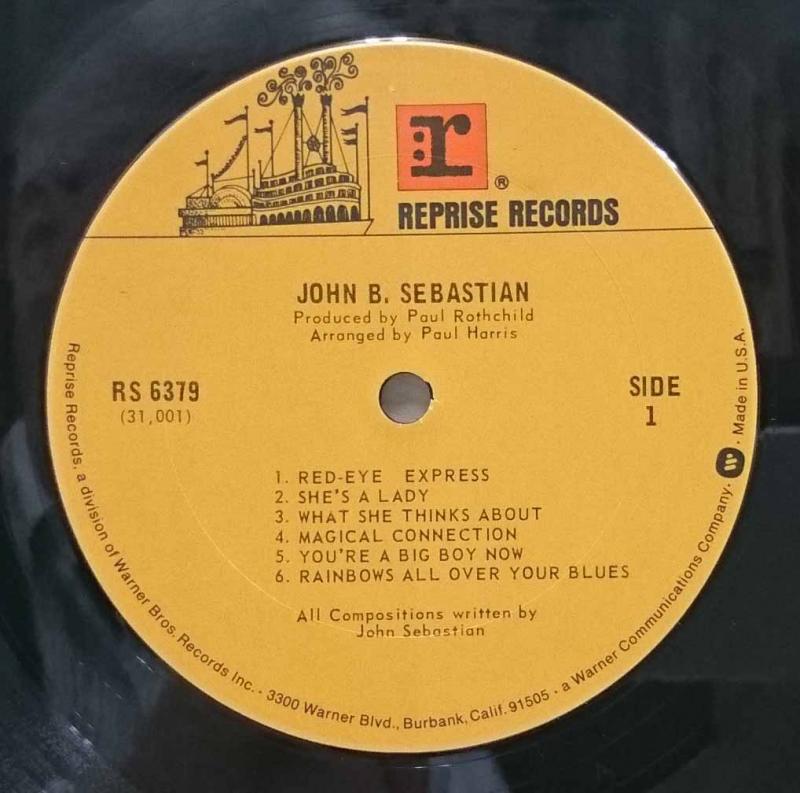 :r
®
REPRISE RECORDS
JOHN B. SEBASTIAN
Produced by Paul Rothchild
Arranged by Paul Harris
RS 6379
(31,001)
SIDE
1
1. RED-EYE EXPRESS
2. SHE'S A LADY
3. WHAT SHE THINKS ABOUT
4. MAGICAL CONNECTION
5. YOU'RE A BIG BOY NOW
6. RAINBOWS ALL OVER YOUR BLUES
All Compositions written by
John Sebastian
Reprise Records, a division of Warner Bros. Records Inc. · 3300 Warner Blvd., Burbank, Calif. 91505 · a Warner Communications Company. · Made in U.S.A.